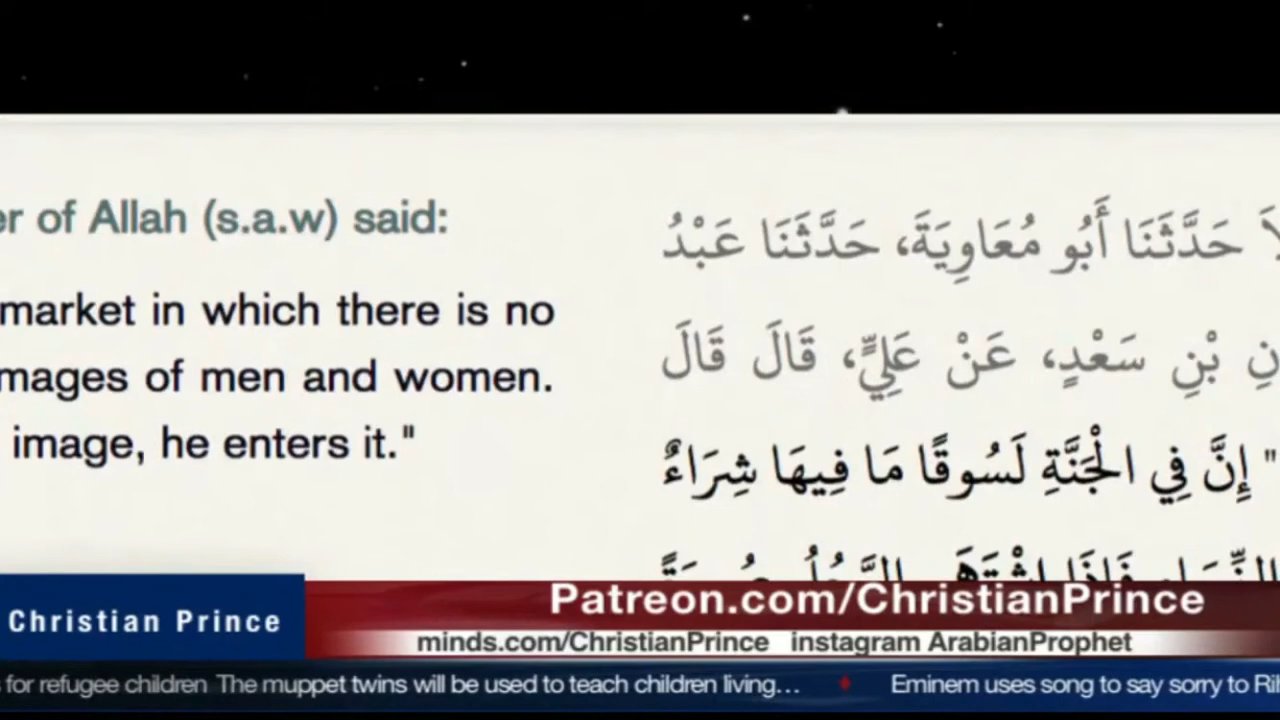 er of Allah (s.a.w) said:
market in which there is no
mages of men and women.
image, he enters it."
حَدَّثَنَا أَبُو مُعَاوِيَةَ، حَدَّثَنَا عَبْدُ
بْنِ سَعْدٍ، عَنْ عَلِيٍّ، قَالَ قَالَ
" إِنَّ فِي الْجَنَّةِ لَسُوقًا مَا فِيهَا شِرَاءٌ
Christian Prince
Patreon.com/ChristianPrince
minds.com/ChristianPrince instagram ArabianProphet
for refugee children The muppet twins will be used to teach children living... Eminem uses song to say sorry to Rih